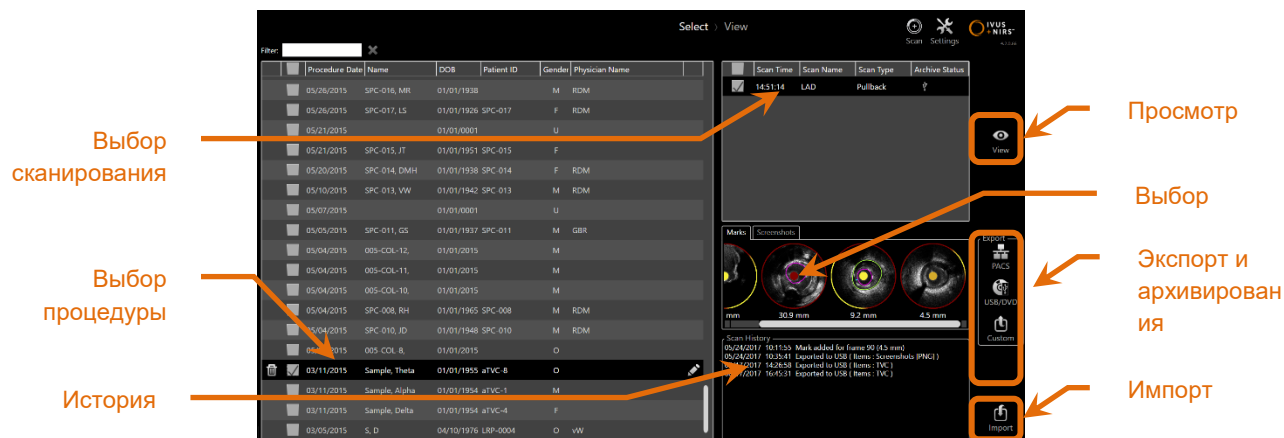 Select › View
Scan Settings
IVUS
+NIRS™
Filter:
Procedure Date Name DOB Patient ID Gender Physician Name
05/26/2015 SPC-016, MR 01/01/1938 M RDM
05/26/2015 SPC-017, LS 01/01/1926 SPC-017 F RDM
05/21/2015 01/01/0001 U
05/21/2015 SPC-015, JT 01/01/1951 SPC-015 F
05/20/2015 SPC-014, DMH 01/01/1938 SPC-014 F RDM
05/10/2015 SPC-013, VW 01/01/1942 SPC-013 M RDM
05/07/2015 01/01/0001 U
05/05/2015 SPC-011, GS 01/01/1937 SPC-011 M GBR
05/04/2015 005-COL-12, 01/01/2015 M
05/04/2015 005-COL-11, 01/01/2015 M
05/04/2015 005-COL-10, 01/01/2015 M
05/04/2015 SPC-008, RH 01/01/1965 SPC-008 M RDM
05/04/2015 SPC-010, JD 01/01/1948 SPC-010 M RDM
2015 005-COL-8, 01/01/2015 O
03/11/2015 Sample, Theta 01/01/1955 aTVC-8 O
03/11/2015 Sample, Alpha 01/01/1954 aTVC-1 M
03/11/2015 Sample, Delta 01/01/1954 aTVC-4 F
03/05/2015 S, D 04/10/1976 LRP-0004 O vW
Scan Time Scan Name Scan Type Archive Status
14:51:14 LAD Pullback
View
Marks Screenshots
mm 30.9 mm 9.2 mm 4.5 mm
Scan History
05/24/2017 10:11:55 Mark added for frame 90 (4.5 mm)
05/24/2017 10:35:41 Exported to USB ( Items : Screenshots [PNG] )
2017 14:26:58 Exported to USB ( Items : TVC )
2017 16:45:31 Exported to USB ( Items : TVC )
Export
PACS
USB/DVD
Custom
Import
Выбор
сканирования
Выбор
процедуры
История
Просмотр
Выбор
Экспорт и
архивирован
ия
Импорт